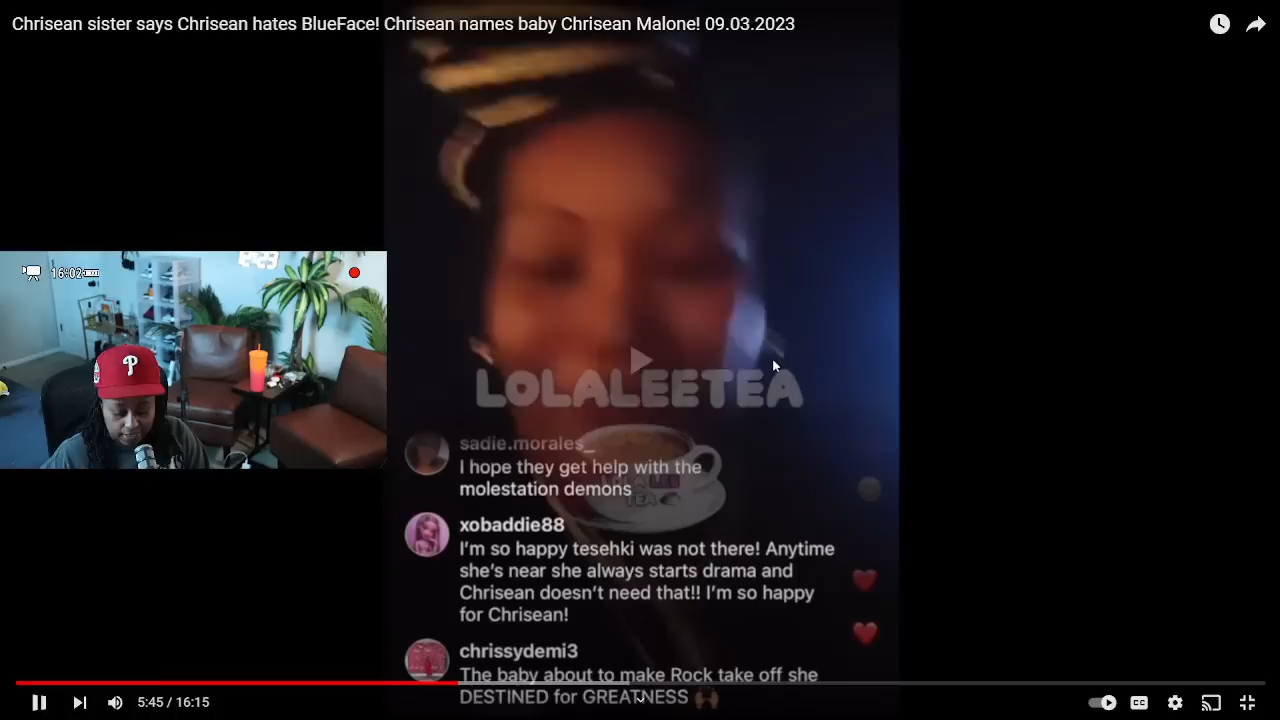 Chrisean sister says Chrisean hates BlueFace! Chrisean names baby Chrisean Malone! 09.03.2023
16:02
P
LOLALEETEA
TEA
sadie.morales_
I hope they get help with the
molestation demons
xobaddie88
I'm so happy tesehki was not there! Anytime
she's near she always starts drama and
Chrisean doesn't need that!! I'm so happy
for Chrisean!
chrissydemi3
The baby about to make Rock take off she
DESTINED for GREATNESS
5:45 / 16:15
CC